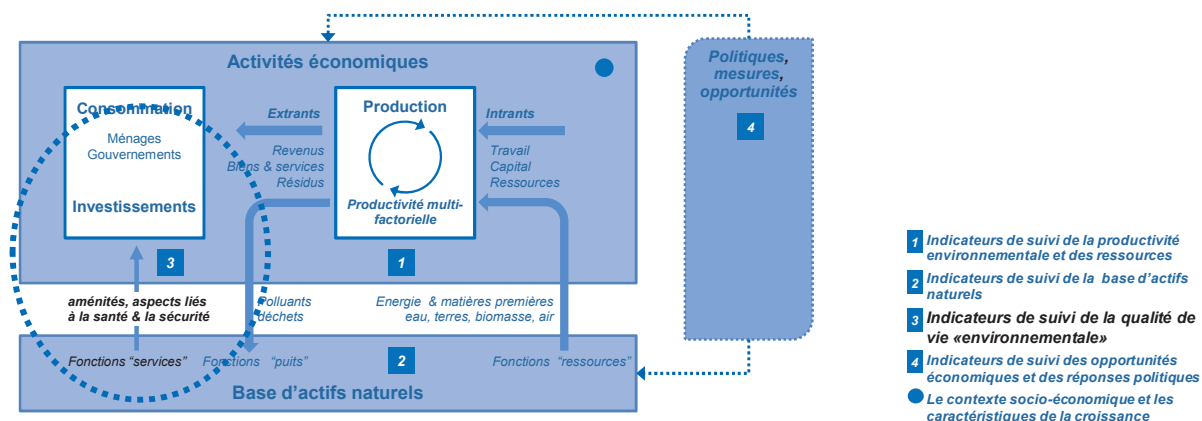 Activités économiques
Consommation
Ménages
Gouvernements
Investissements
3
Extrants
Revenus
Biens & services
Résidus
Production
Productivité multi-
factorielle
1
Intrants
Travail
Capital
Ressources
Politiques,
mesures,
opportunités
4
aménités, aspects liés
à la santé & la sécurité
Polluants
déchets
Energie & matières premières
eau, terres, biomasse, air
Fonctions “services”
Fonctions “puits”
2
Fonctions “ressources”
Base d’actifs naturels
1 Indicateurs de suivi de la productivité
environnementale et des ressources
2 Indicateurs de suivi de la base d’actifs
naturels
3 Indicateurs de suivi de la qualité de
vie «environnementale»
4 Indicateurs de suivi des opportunités
économiques et des réponses politiques
Le contexte socio-économique et les
caractéristiques de la croissance